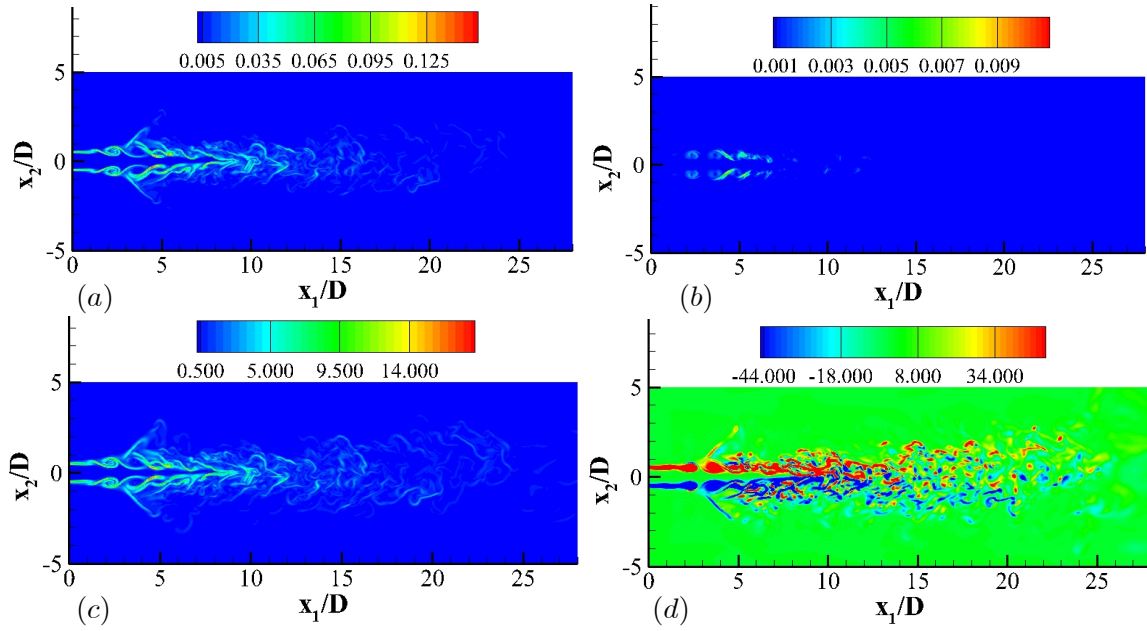 0.005 0.035 0.065 0.095 0.125
5
0
-5
x₂/D
0 5 10 15 20 25
x₁/D
(a)
0.001 0.003 0.005 0.007 0.009
5
0
-5
x₂/D
0 5 10 15 20 25
x₁/D
(b)
0.500 5.000 9.500 14.000
5
0
-5
x₂/D
0 5 10 15 20 25
x₁/D
(c)
-44.000 -18.000 8.000 34.000
5
0
-5
x₂/D
0 5 10 15 20 25
x₁/D
(d)